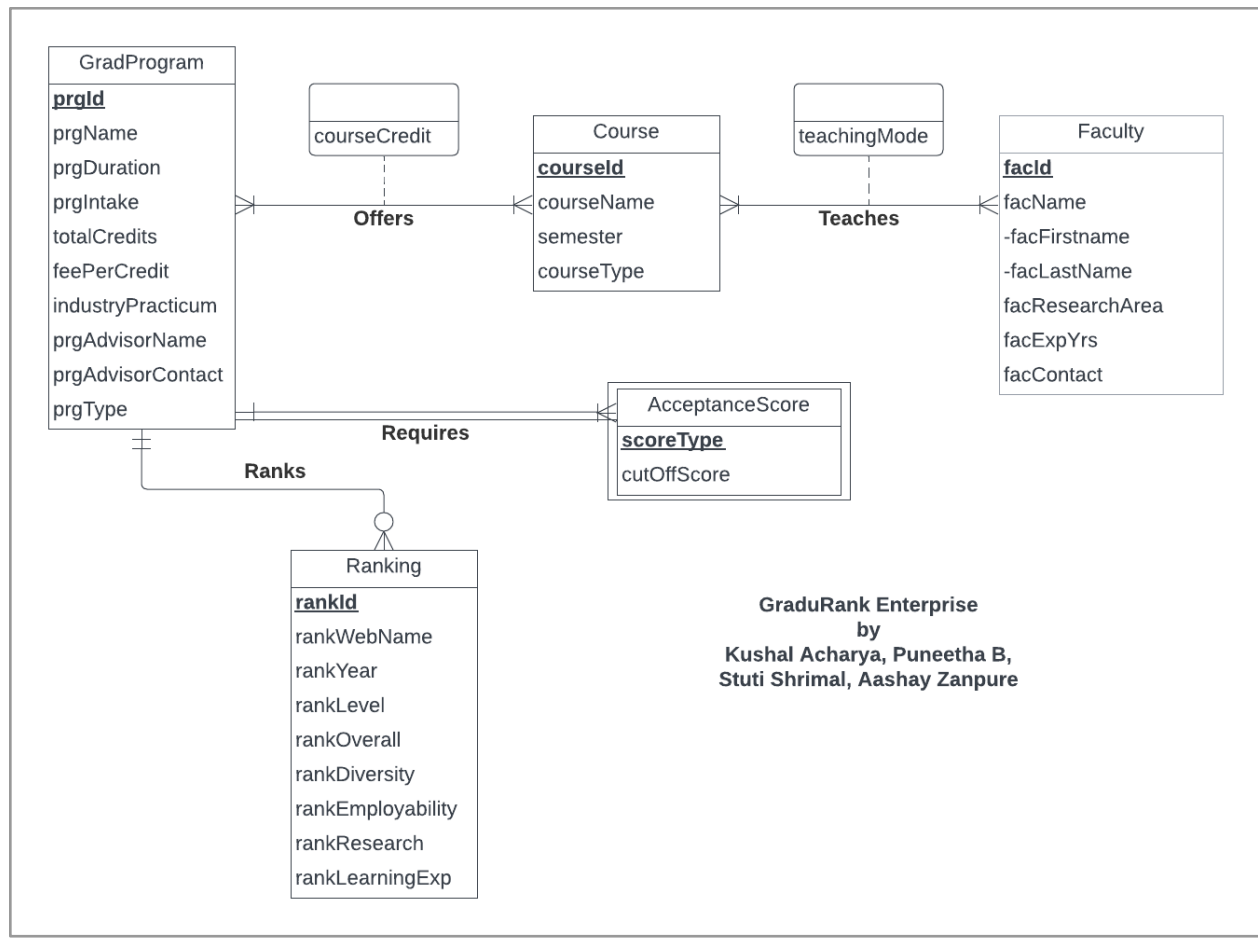 GradProgram
prgId
prgName
prgDuration
prgIntake
totalCredits
feePerCredit
industryPracticum
prgAdvisorName
prgAdvisorContact
prgType
courseCredit
Offers
Course
courseId
courseName
semester
courseType
teachingMode
Teaches
Faculty
facId
facName
-facFirstname
-facLastName
facResearchArea
facExpYrs
facContact
Requires
AcceptanceScore
scoreType
cutOffScore
Ranks
Ranking
rankId
rankWebName
rankYear
rankLevel
rankOverall
rankDiversity
rankEmployability
rankResearch
rankLearningExp
GraduRank Enterprise
by
Kushal Acharya, Puneetha B,
Stuti Shrimal, Aashay Zanpure